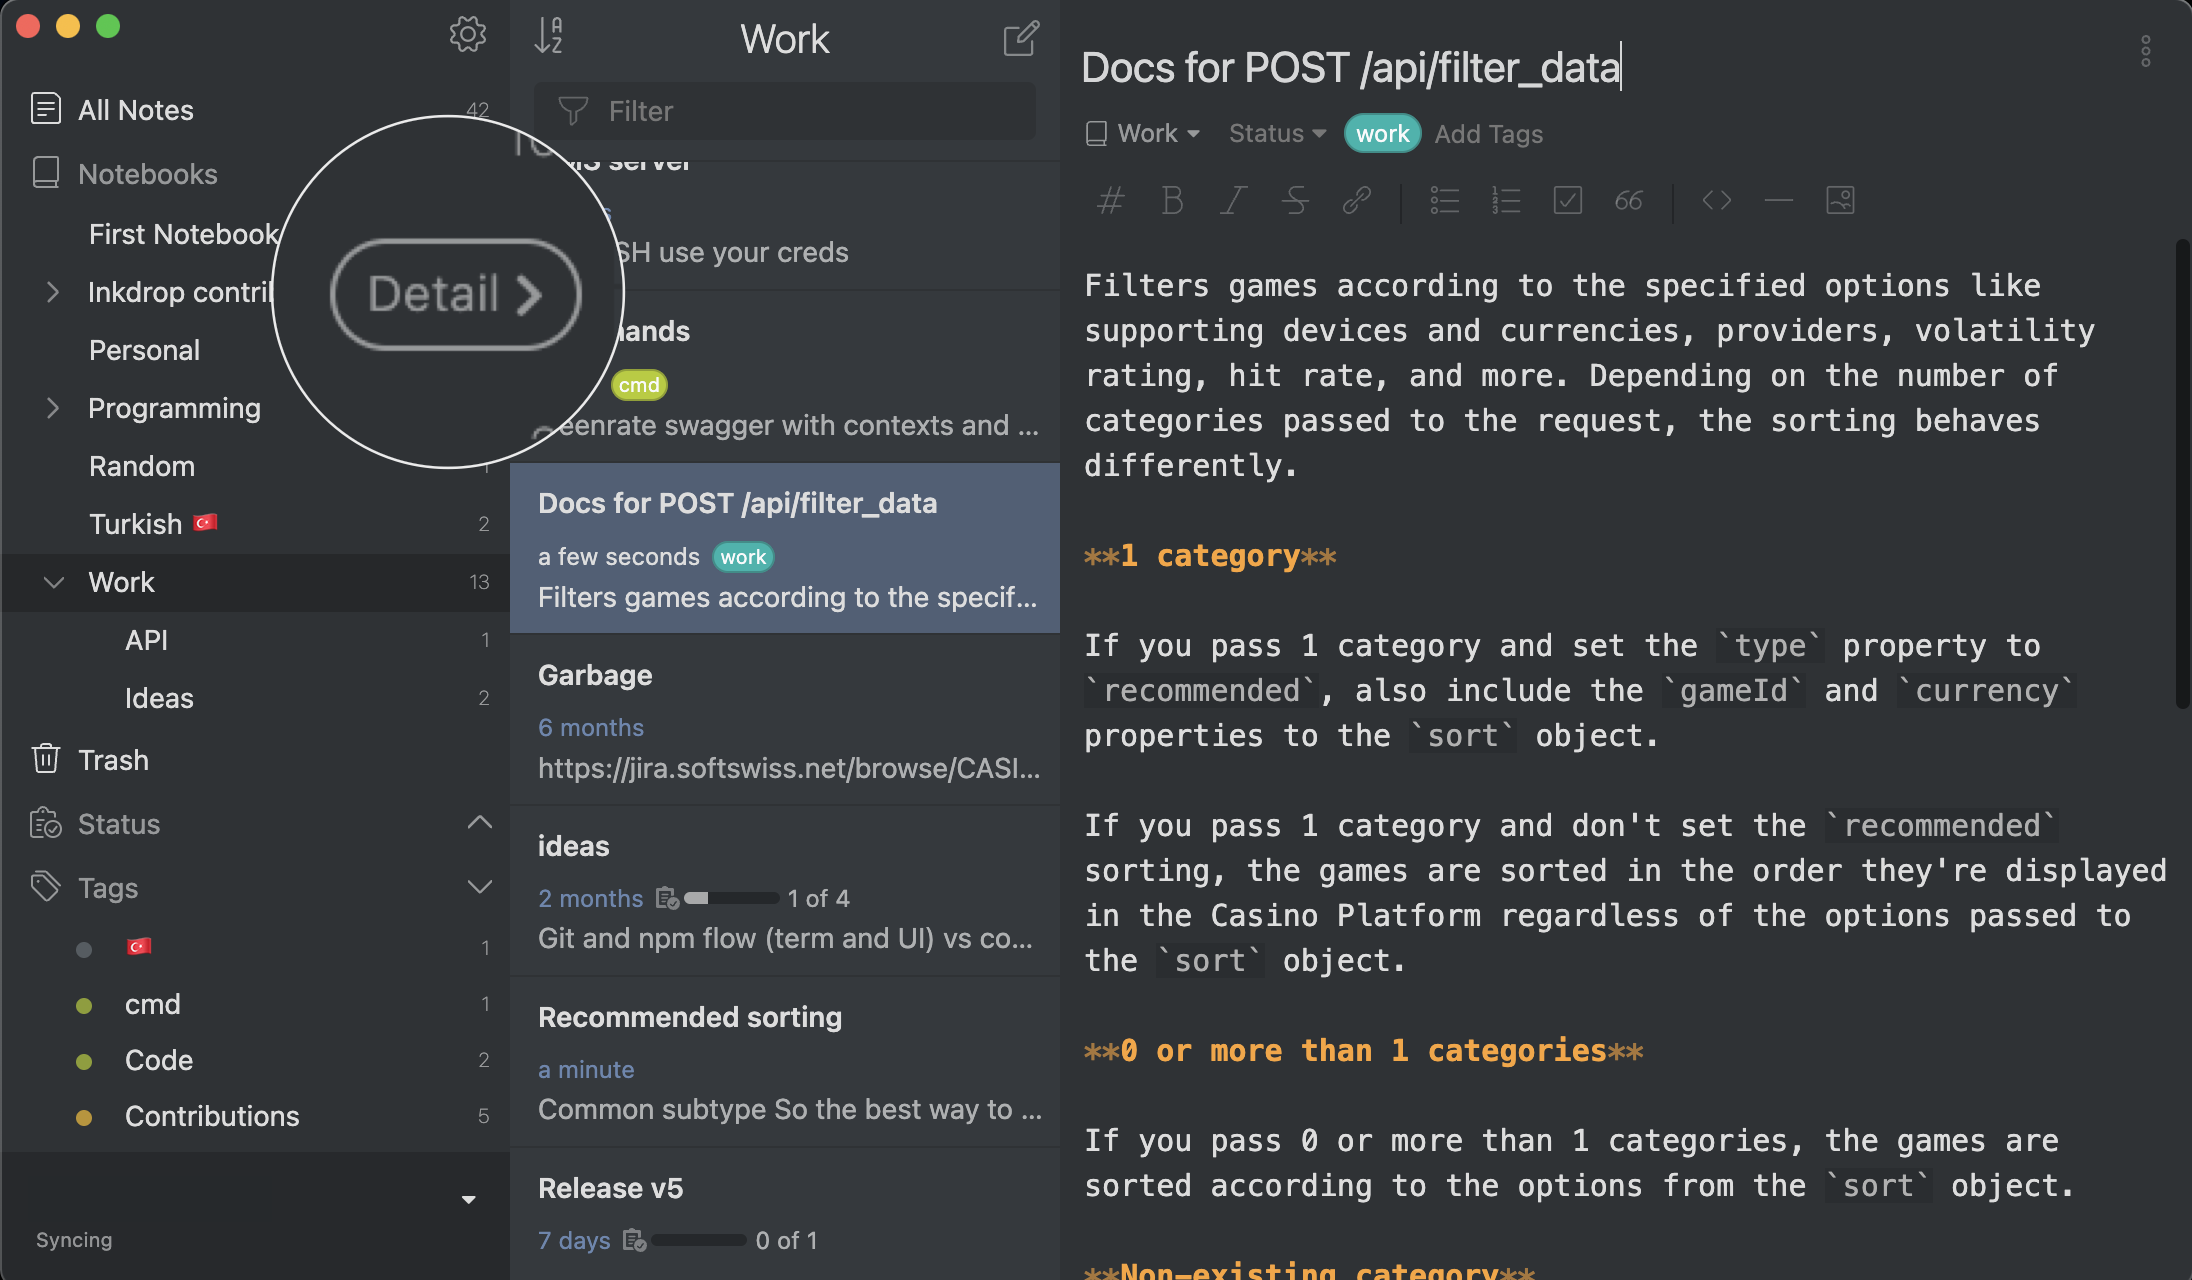 All Notes 42
Notebooks
First Notebook
Inkdrop
Personal
Programming
Random 1
Turkish 🇹🇷 2
Work 13
API 1
Ideas 2
Trash
Status
Tags
🇹🇷 1
cmd 1
Code 2
Contributions 5
Syncing
Detail >
Work
Filter
server
SH use your creds
cmd
swagger with contexts and ...
Docs for POST /api/filter_data
a few seconds work
Filters games according to the specif...
Garbage
6 months
https://jira.softswiss.net/browse/CASI...
ideas
2 months 1 of 4
Git and npm flow (term and UI) vs co...
Recommended sorting
a minute
Common subtype So the best way to ...
Release v5
7 days 0 of 1
Docs for POST /api/filter_data
Work Status work Add Tags
Filters games according to the specified options like
supporting devices and currencies, providers, volatility
rating, hit rate, and more. Depending on the number of
categories passed to the request, the sorting behaves
differently.
**1 category**
If you pass 1 category and set the `type` property to
`recommended`, also include the `gameId` and `currency`
properties to the `sort` object.
If you pass 1 category and don't set the `recommended`
sorting, the games are sorted in the order they're displayed
in the Casino Platform regardless of the options passed to
the `sort` object.
**0 or more than 1 categories**
If you pass 0 or more than 1 categories, the games are
sorted according to the options from the `sort` object.
**Non-existing category**